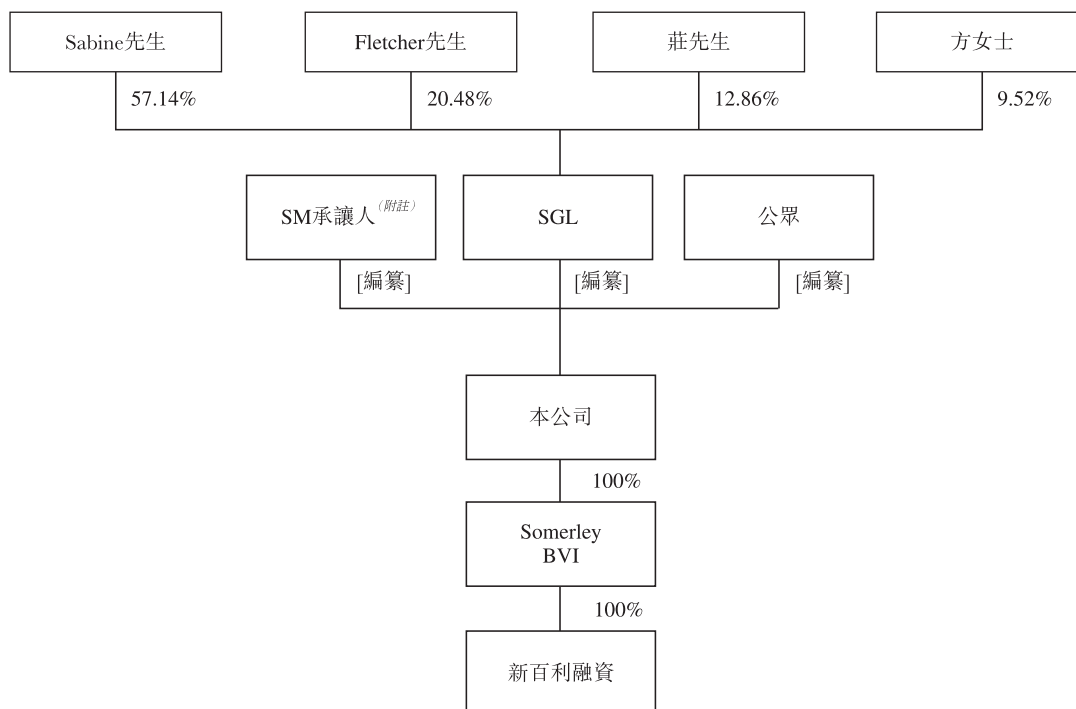 Sabine先生
Fletcher先生
莊先生
方女士
57.14%
20.48%
12.86%
9.52%
SM承讓人(附註)
SGL
公眾
[編纂]
[編纂]
[編纂]
本公司
100%
Somerley
BVI
100%
新百利融資